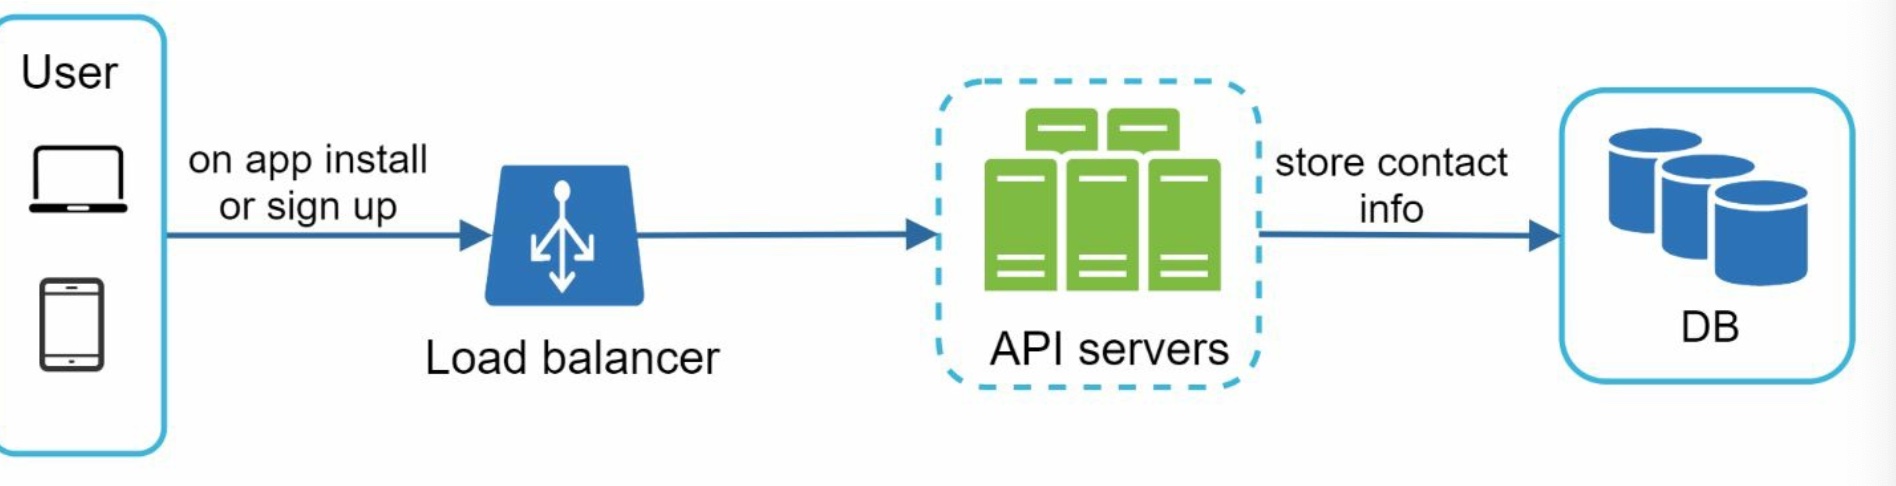 User
on app install
or sign up
Load balancer
API servers
store contact
info
DB